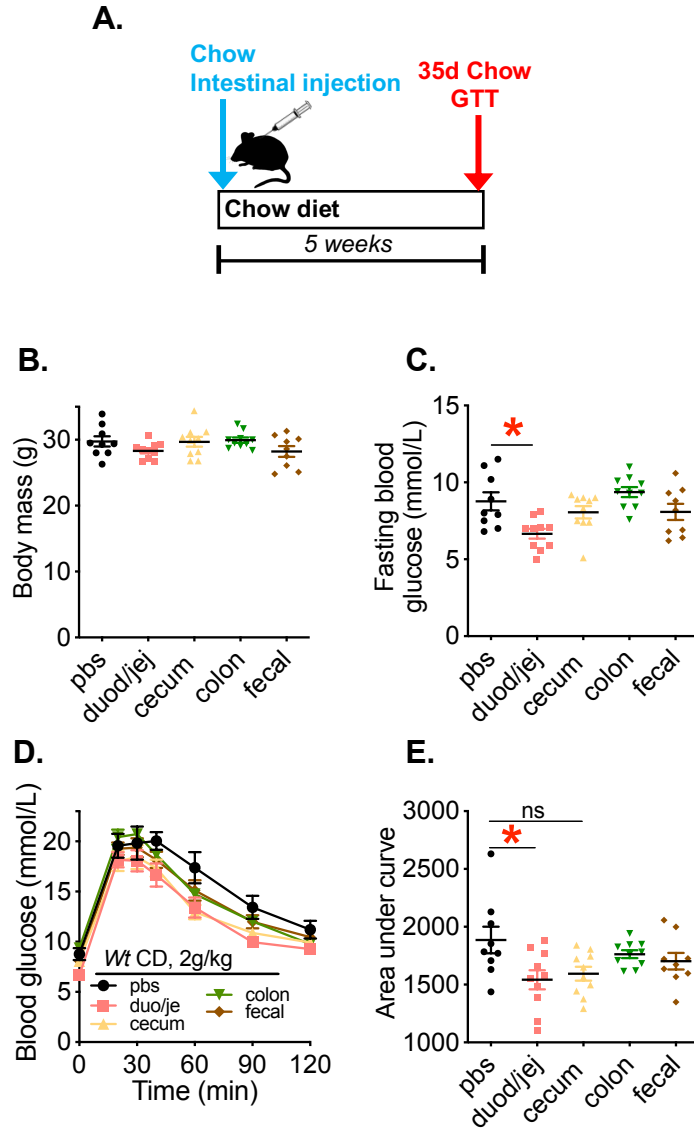 A.
Chow
Intestinal injection
35d Chow
GTT
Chow diet
5 weeks
B.
Body mass (g)
40
30
20
10
0
pbs
duod/jej
cecum
colon
fecal
C.
Fasting blood
glucose (mmol/L)
15
10
5
0
*
pbs
duod/jej
cecum
colon
fecal
D.
Blood glucose (mmol/L)
20
15
10
5
0
Wt CD, 2g/kg
pbs
duo/je
cecum
colon
fecal
0 30 60 90 120
Time (min)
E.
Area under curve
3000
2500
2000
1500
1000
ns
*
pbs
duod/jej
cecum
colon
fecal